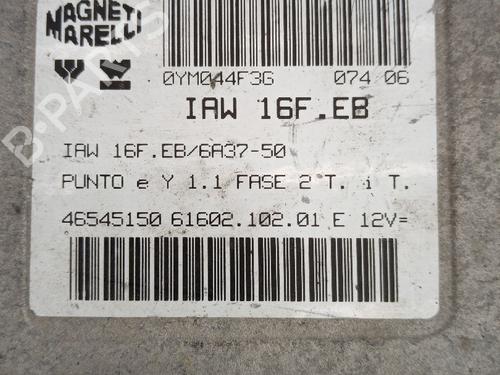 MAGNETI
MARELLI
0YM044F3G 074 06
IAW 16F.EB
IAW 16F.EB/6A37-50
PUNTO e Y 1.1 FASE 2 T. i T.
46545150 61602.102.01 E 12V=
B-PARTS